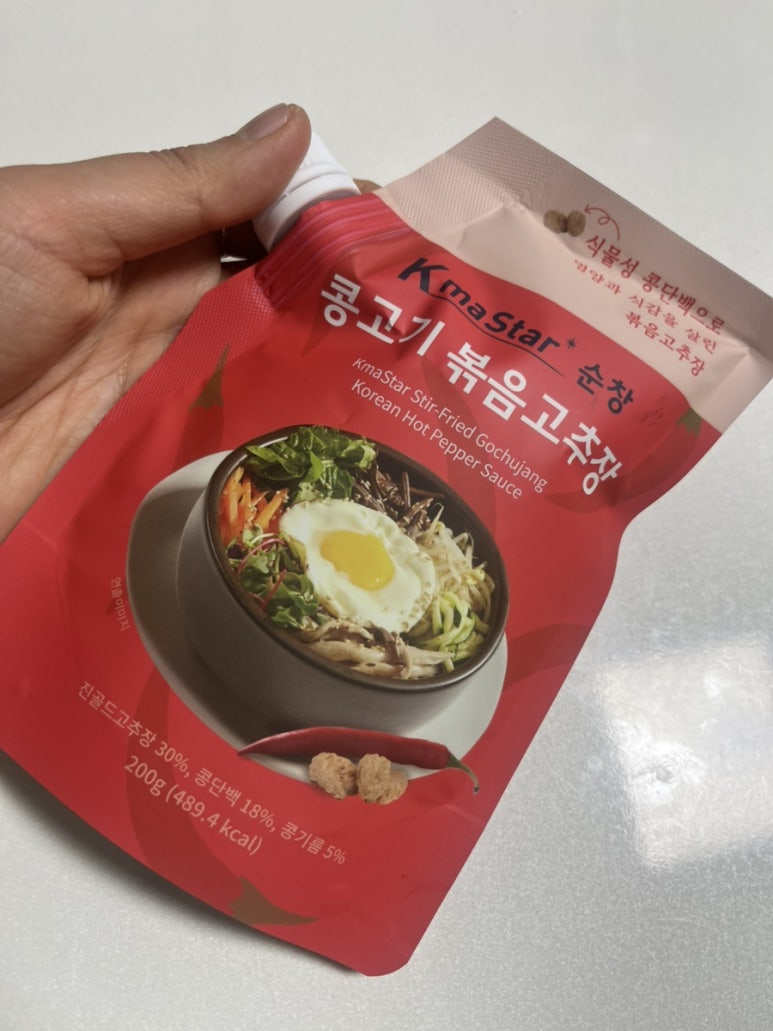 식물성 콩단백으로
영양과 식감을 살린
볶음고추장
KmaStar 순창
콩고기 볶음고추장
KmaStar Stir-Fried Gochujang
Korean Hot Pepper Sauce
연출이미지
진골드고추장 30%, 콩단백 18%, 콩기름 5%
200g (489.4 kcal)